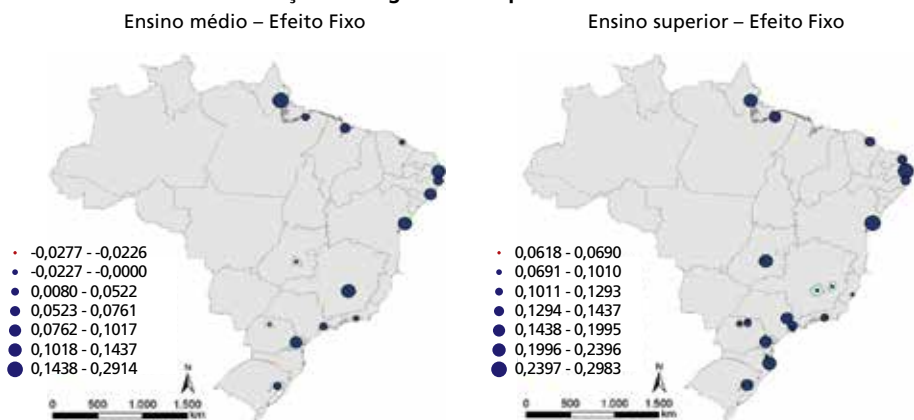 Ensino médio – Efeito Fixo
-0,0277 - -0,0226
-0,0227 - -0,0000
0,0080 - 0,0522
0,0523 - 0,0761
0,0762 - 0,1017
0,1018 - 0,1437
0,1438 - 0,2914
N
0 500 1.000 1.500
km
Ensino superior – Efeito Fixo
0,0618 - 0,0690
0,0691 - 0,1010
0,1011 - 0,1293
0,1294 - 0,1437
0,1438 - 0,1995
0,1996 - 0,2396
0,2397 - 0,2983
N
0 500 1.000 1.500
km